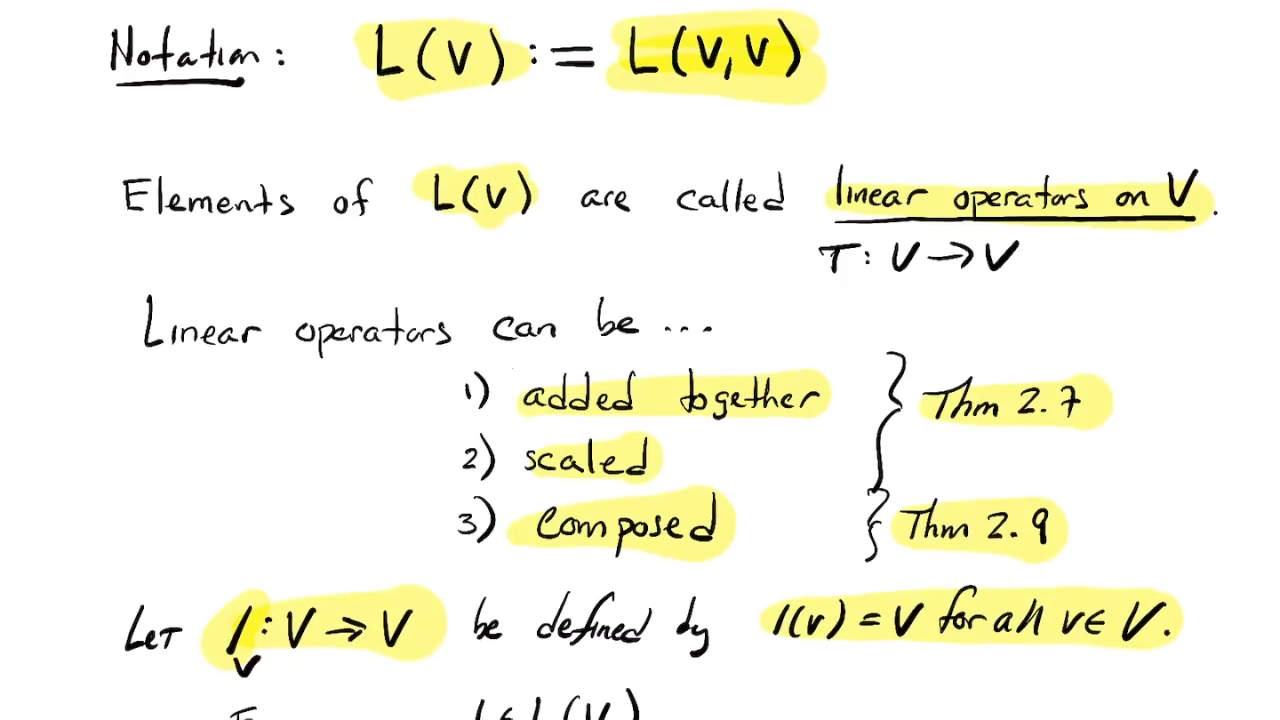 Notation: L(V) := L(V,V)
Elements of L(V) are called linear operators on V.
T: V → V
Linear operators can be ...
1) added together } Thm 2.7
2) scaled
3) composed } Thm 2.9
Let I_V: V → V be defined by I(v) = v for all v ∈ V.
I ∈ L(V)